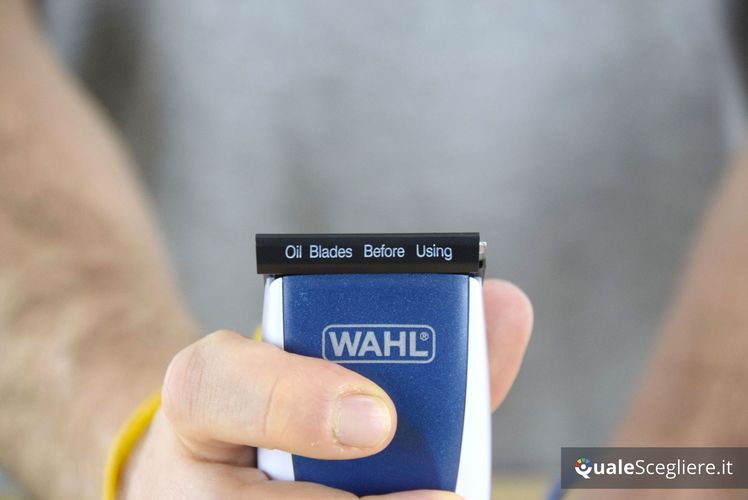 Oil Blades Before Using
WAHL®
QualeScegliere.it